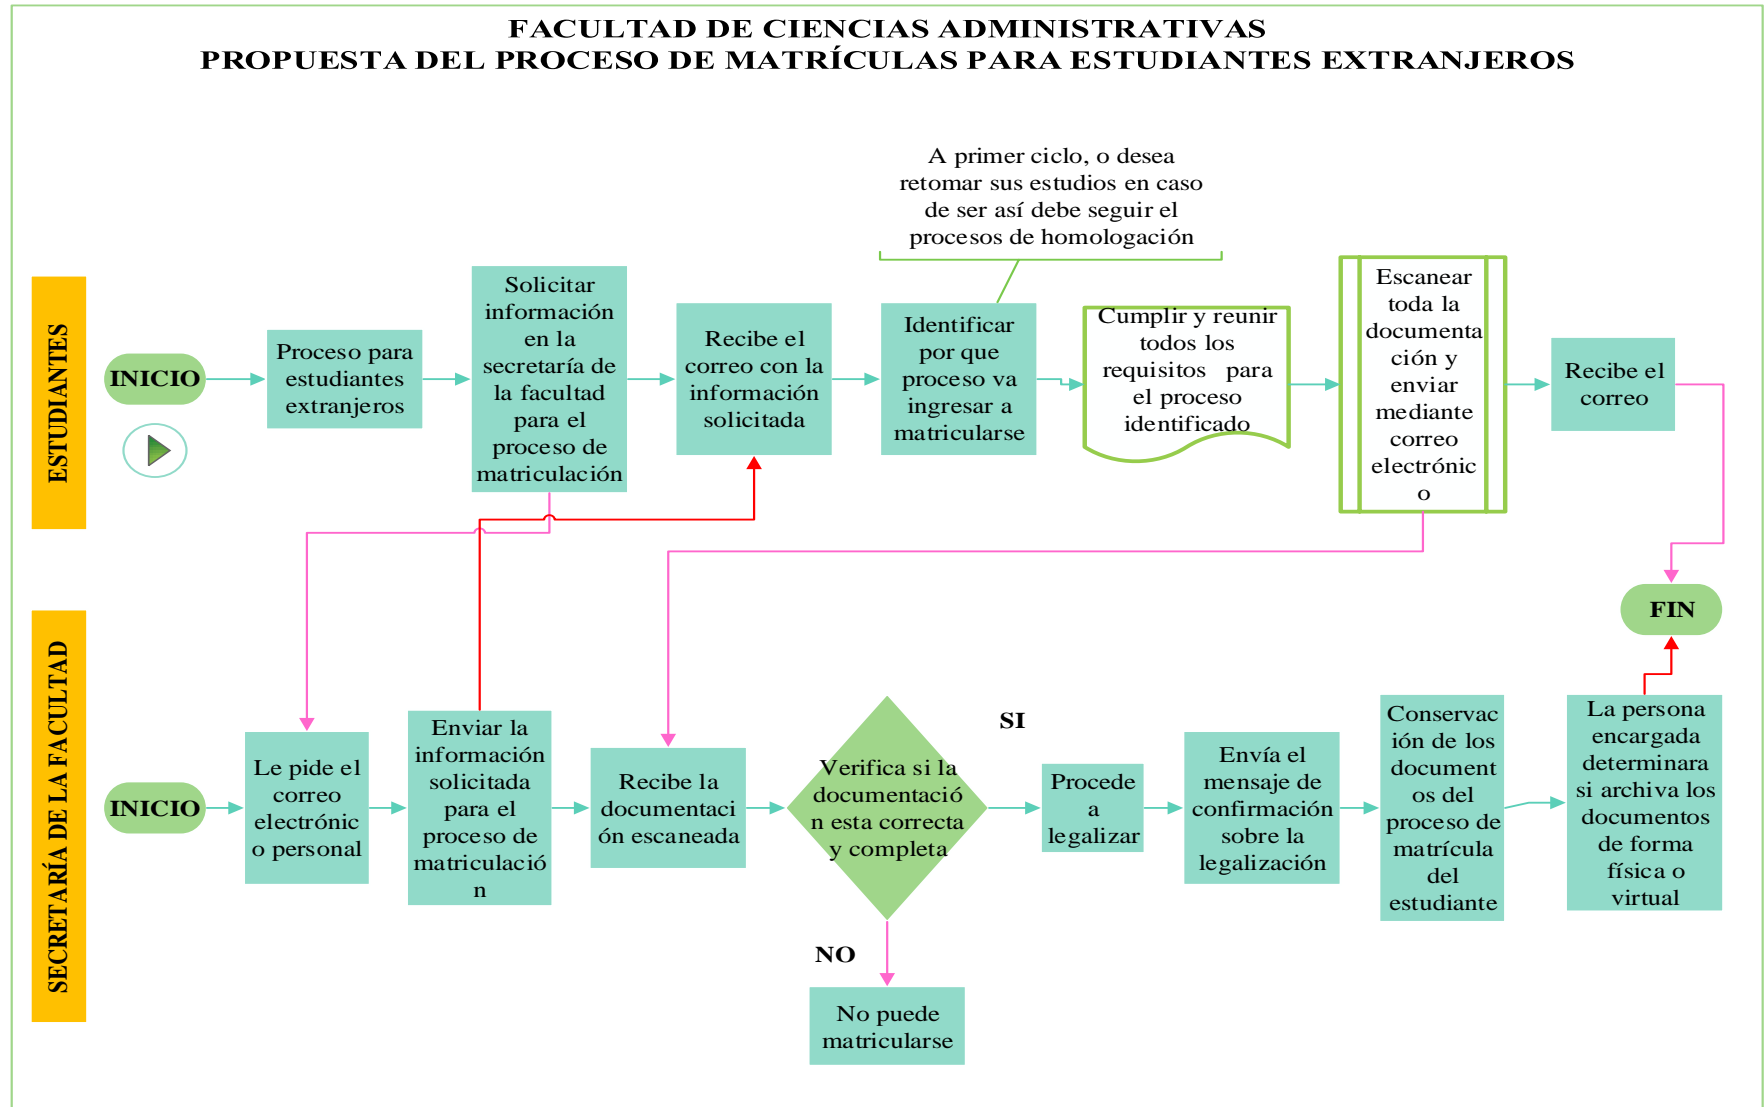 FACULTAD DE CIENCIAS ADMINISTRATIVAS
PROPUESTA DEL PROCESO DE MATRÍCULAS PARA ESTUDIANTES EXTRANJEROS
A primer ciclo, o desea
retomar sus estudios en caso
de ser así debe seguir el
procesos de homologación
ESTUDIANTES
INICIO
Proceso para
estudiantes
extranjeros
Solicitar
información
en la
secretaría de
la facultad
para el
proceso de
matriculación
Recibe el
correo con la
información
solicitada
Identificar
por que
proceso va
ingresar a
matricularse
Cumplir y reunir
todos los
requisitos para
el proceso
identificado
Escanear
toda la
documenta
ción y
enviar
mediante
correo
electrónic
o
Recibe el
correo
FIN
SECRETARÍA DE LA FACULTAD
INICIO
Le pide el
correo
electrónic
o personal
Enviar la
información
solicitada
para el
proceso de
matriculació
n
Recibe la
documentaci
ón escaneada
Verifica si la
documentació
n esta correcta
y completa
SI
NO
No puede
matricularse
Procede
a
legalizar
Envía el
mensaje de
confirmación
sobre la
legalización
Conservac
ión de los
document
os del
proceso de
matrícula
del
estudiante
La persona
encargada
determinara
si archiva los
documentos
de forma
física o
virtual